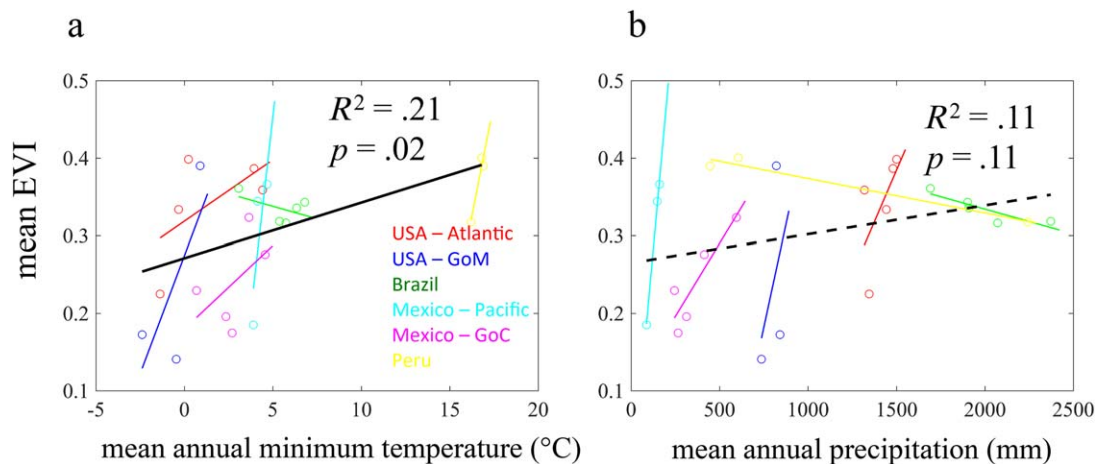 a
b
mean EVI
0.5
0.4
0.3
0.2
0.1
-5
0
5
10
15
20
R² = .21
p = .02
USA – Atlantic
USA – GoM
Brazil
Mexico – Pacific
Mexico – GoC
Peru
mean annual minimum temperature (°C)
0.5
0.4
0.3
0.2
0.1
0
500
1000
1500
2000
2500
R² = .11
p = .11
mean annual precipitation (mm)